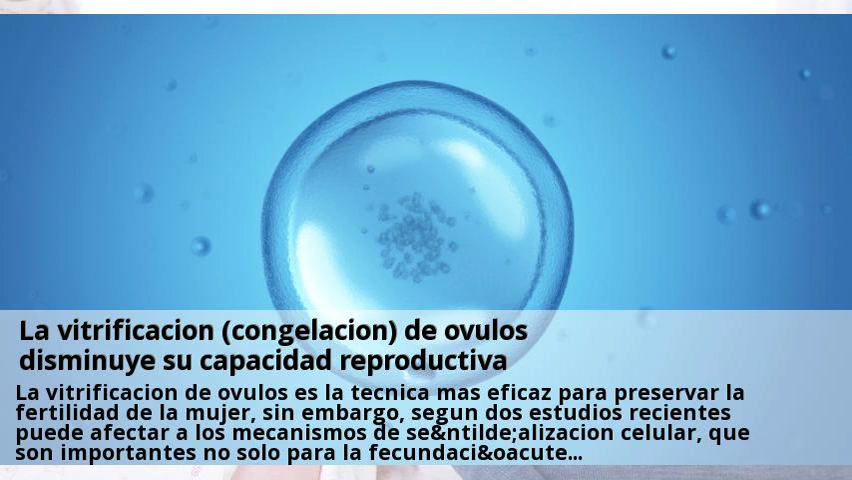 La vitrificacion (congelacion) de ovulos
disminuye su capacidad reproductiva
La vitrificacion de ovulos es la tecnica mas eficaz para preservar la
fertilidad de la mujer, sin embargo, segun dos estudios recientes
puede afectar a los mecanismos de se&ntilde;alizacion celular, que
son importantes no solo para la fecundaci&oacute...